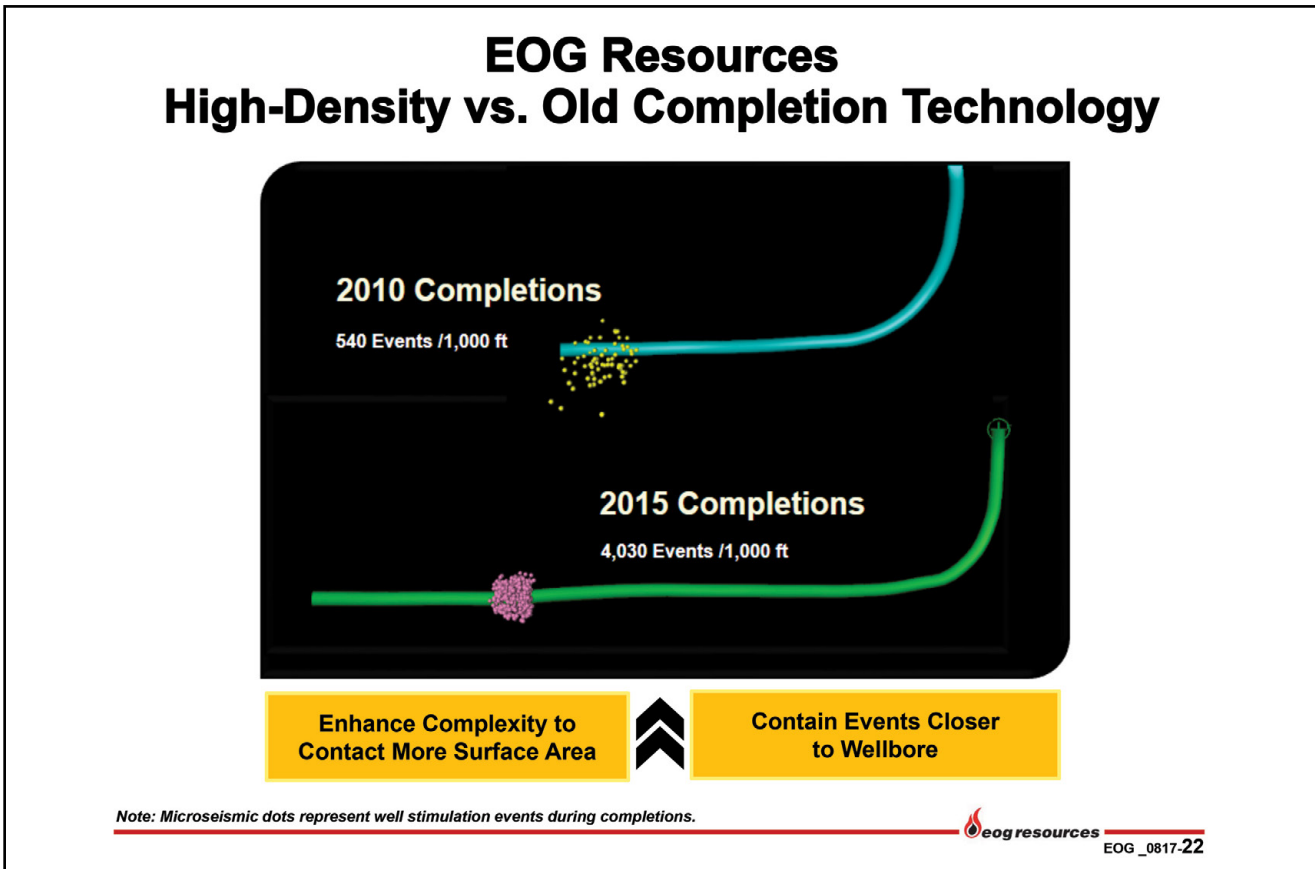 EOG Resources
High-Density vs. Old Completion Technology
2010 Completions
540 Events /1,000 ft
2015 Completions
4,030 Events /1,000 ft
Enhance Complexity to
Contact More Surface Area
Contain Events Closer
to Wellbore
Note: Microseismic dots represent well stimulation events during completions.
eog resources
EOG _0817-22